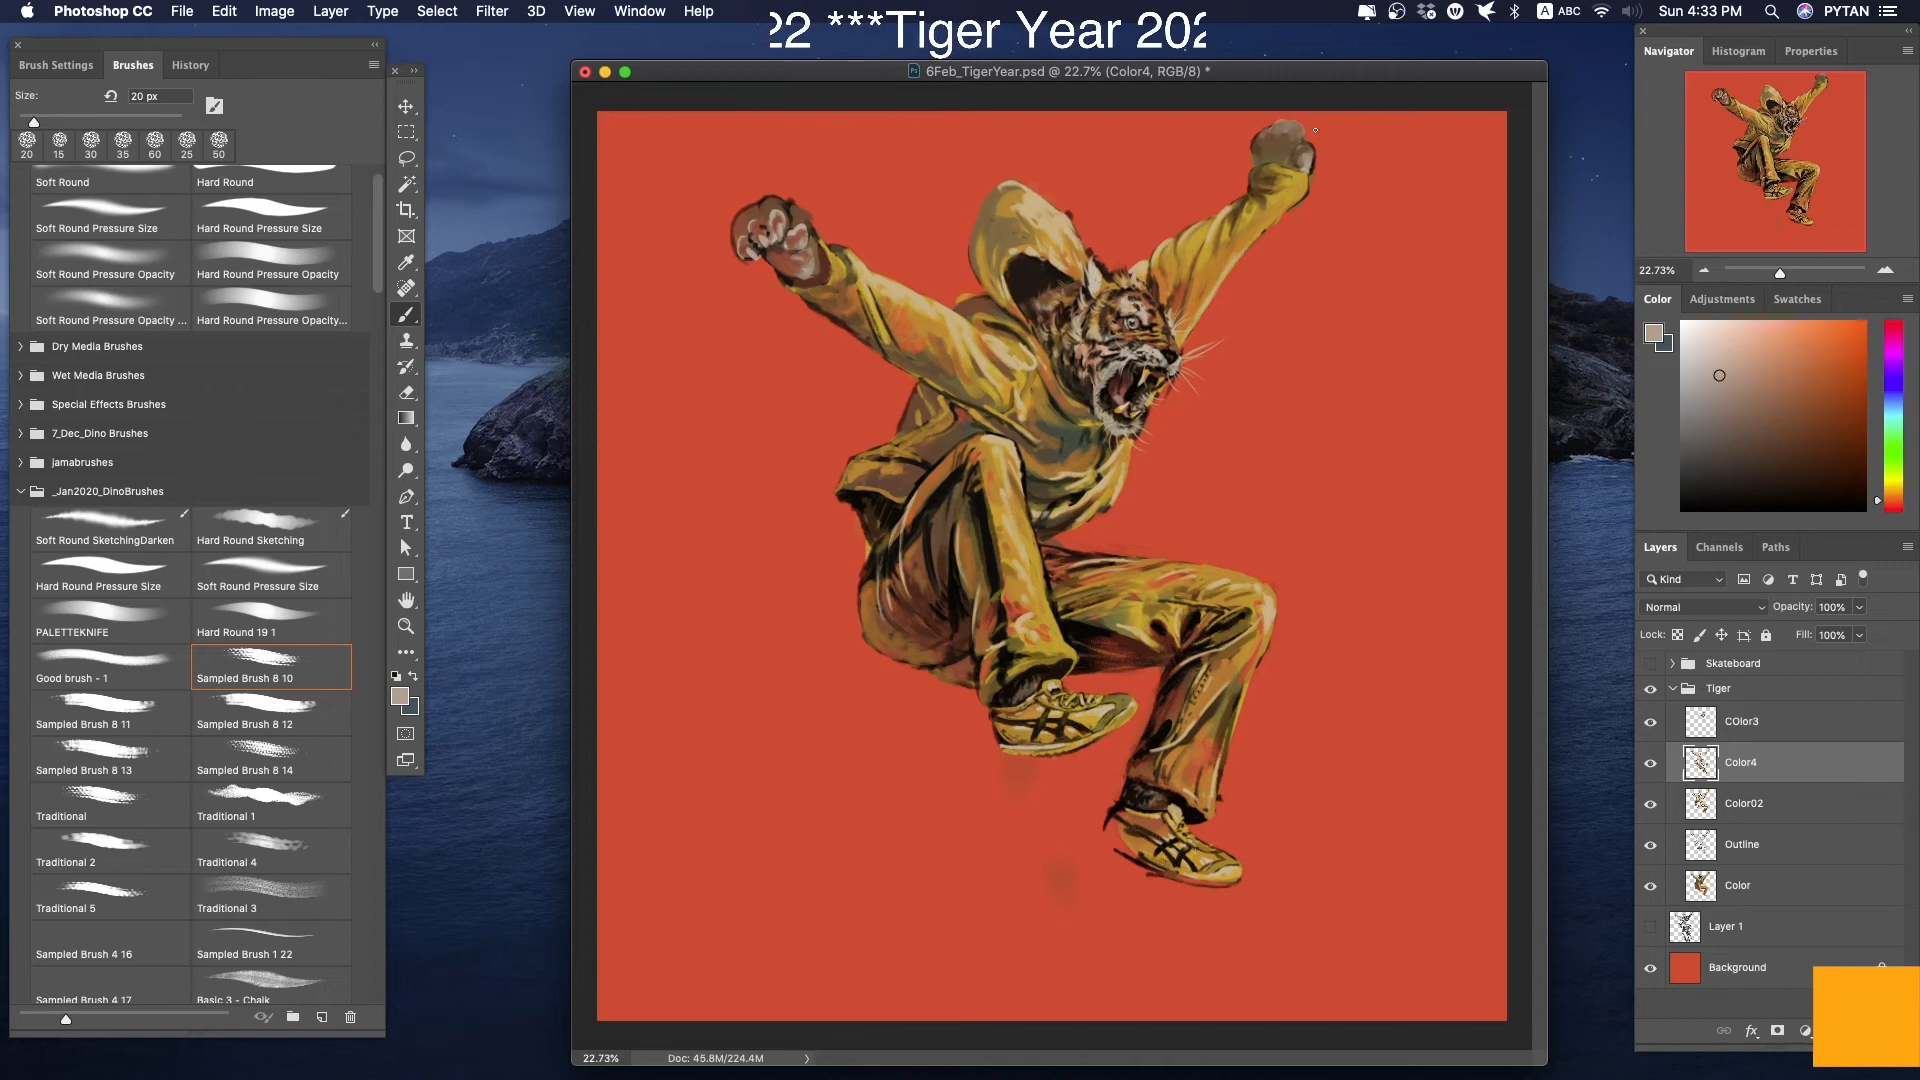 Photoshop CC File Edit Image Layer Type Select Filter 3D View Window Help
A ABC Sun 4:33 PM PYTAN
22 ***Tiger Year 202
Brush Settings Brushes History
Size: 20 px
20 15 30 35 60 25 50
Soft Round Hard Round
Soft Round Pressure Size Hard Round Pressure Size
Soft Round Pressure Opacity Hard Round Pressure Opacity
Soft Round Pressure Opacity ... Hard Round Pressure Opacity...
Dry Media Brushes
Wet Media Brushes
Special Effects Brushes
7_Dec_Dino Brushes
jamabrushes
_Jan2020_DinoBrushes
Soft Round SketchingDarken Hard Round Sketching
Hard Round Pressure Size Soft Round Pressure Size
PALETTEKNIFE Hard Round 19 1
Good brush - 1 Sampled Brush 8 10
Sampled Brush 8 11 Sampled Brush 8 12
Sampled Brush 8 13 Sampled Brush 8 14
Traditional Traditional 1
Traditional 2 Traditional 4
Traditional 5 Traditional 3
Sampled Brush 4 16 Sampled Brush 1 22
Sampled Brush 4 17 Basic 3 - Chalk
Ps 6Feb_TigerYear.psd @ 22.7% (Color4, RGB/8) *
22.73% Doc: 45.8M/224.4M
Navigator Histogram Properties
22.73%
Color Adjustments Swatches
Layers Channels Paths
Kind
Normal Opacity: 100%
Lock: Fill: 100%
Skateboard
Tiger
COlor3
Color4
Color02
Outline
Color
Layer 1
Background
fx